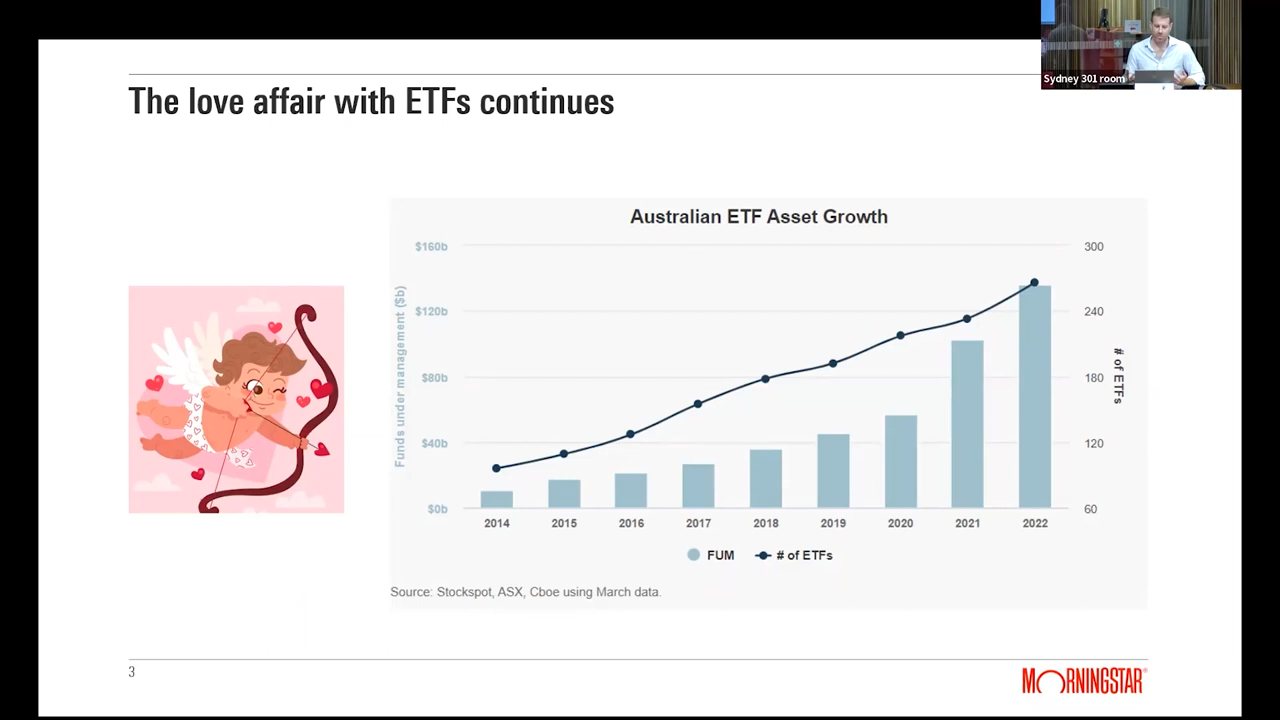 Sydney 301 room
The love affair with ETFs continues
Australian ETF Asset Growth
$160b
$120b
$80b
$40b
$0b
Funds under management ($b)
300
240
180
120
60
# of ETFs
2014 2015 2016 2017 2018 2019 2020 2021 2022
FUM # of ETFs
Source: Stockspot, ASX, Cboe using March data.
3
MORNINGSTAR®